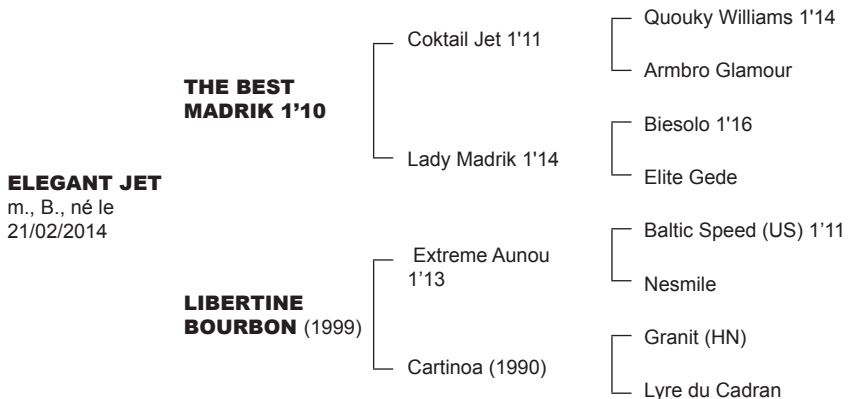 ELEGANT JET
m., B., né le
21/02/2014
THE BEST
MADRIK 1’10
LIBERTINE
BOURBON (1999)
Coktail Jet 1'11
Lady Madrik 1'14
Extreme Aunou
1’13
Cartinoa (1990)
Quouky Williams 1'14
Armbro Glamour
Biesolo 1'16
Elite Gede
Baltic Speed (US) 1’11
Nesmile
Granit (HN)
Lyre du Cadran